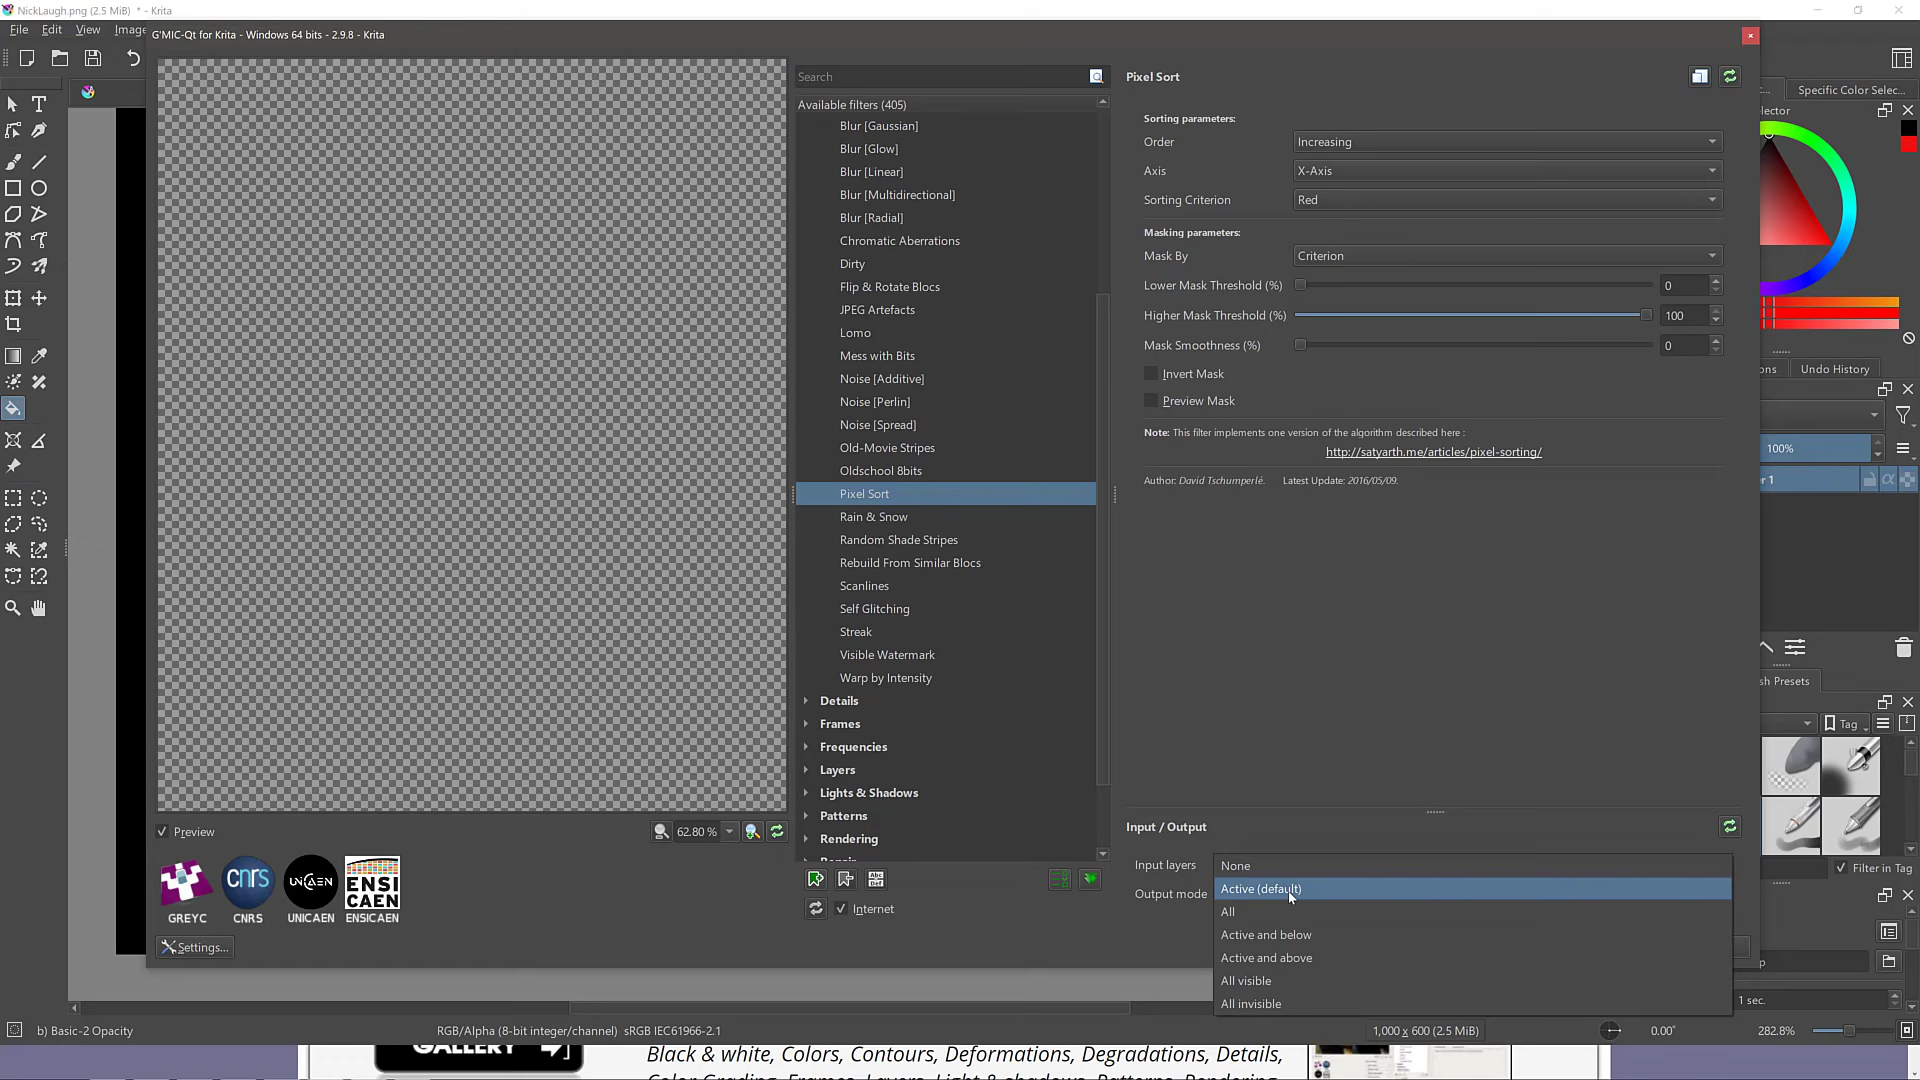 NickLaugh.png (2.5 MiB)  * - Krita
File Edit View Image
G'MIC-Qt for Krita - Windows 64 bits - 2.9.8 - Krita
Search
Available filters (405)
Blur [Gaussian]
Blur [Glow]
Blur [Linear]
Blur [Multidirectional]
Blur [Radial]
Chromatic Aberrations
Dirty
Flip & Rotate Blocs
JPEG Artefacts
Lomo
Mess with Bits
Noise [Additive]
Noise [Perlin]
Noise [Spread]
Old-Movie Stripes
Oldschool 8bits
Pixel Sort
Rain & Snow
Random Shade Stripes
Rebuild From Similar Blocs
Scanlines
Self Glitching
Streak
Visible Watermark
Warp by Intensity
Details
Frames
Frequencies
Layers
Lights & Shadows
Patterns
Rendering
Internet
Preview
62.80 %
GREYC CNRS UNICAEN ENSICAEN
cnrs UNICAEN ENSI CAEN
Settings...
Pixel Sort
Sorting parameters:
Order Increasing
Axis X-Axis
Sorting Criterion Red
Masking parameters:
Mask By Criterion
Lower Mask Threshold (%) 0
Higher Mask Threshold (%) 100
Mask Smoothness (%) 0
Invert Mask
Preview Mask
Note: This filter implements one version of the algorithm described here :
http://satyarth.me/articles/pixel-sorting/
Author: David Tschumperlé. Latest Update: 2016/05/09.
Input / Output
Input layers
Output mode
None
Active (default)
All
Active and below
Active and above
All visible
All invisible
Specific Color Selec...
elector
ons Undo History
100%
r 1
sh Presets
Tag
Filter in Tag
p
1 sec.
b) Basic-2 Opacity
RGB/Alpha (8-bit integer/channel)  sRGB IEC61966-2.1
1,000 x 600 (2.5 MiB)
0.00°
282.8%
GALLERY
Black & white, Colors, Contours, Deformations, Degradations, Details,